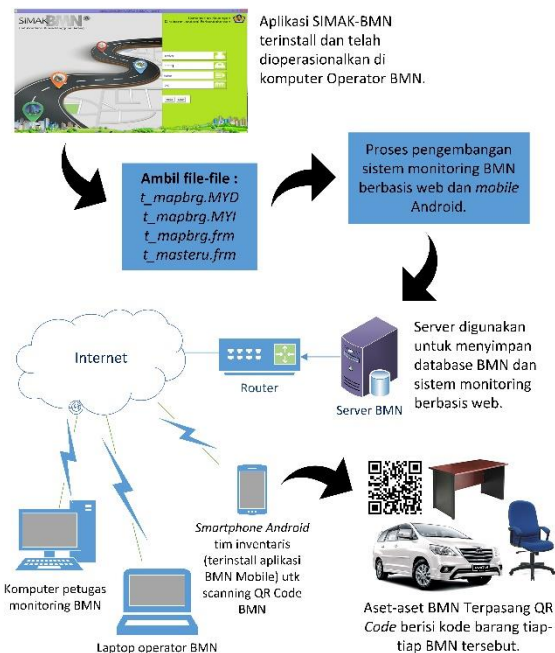 SIMAK-BMN
Aplikasi SIMAK-BMN
terinstall dan telah
dioperasionalkan di
komputer Operator BMN.
Ambil file-file :
t_mapbrg.MYD
t_mapbrg.MYI
t_mapbrg.frm
t_masteru.frm
Proses pengembangan
sistem monitoring BMN
berbasis web dan mobile
Android.
Internet
Router
Server BMN
Server digunakan
untuk menyimpan
database BMN dan
sistem monitoring
berbasis web.
Smartphone Android
tim inventaris
(terinstall aplikasi
BMN Mobile) utk
scanning QR Code
BMN
Komputer petugas
monitoring BMN
Laptop operator BMN
Aset-aset BMN Terpasang QR
Code berisi kode barang tiap-
tiap BMN tersebut.